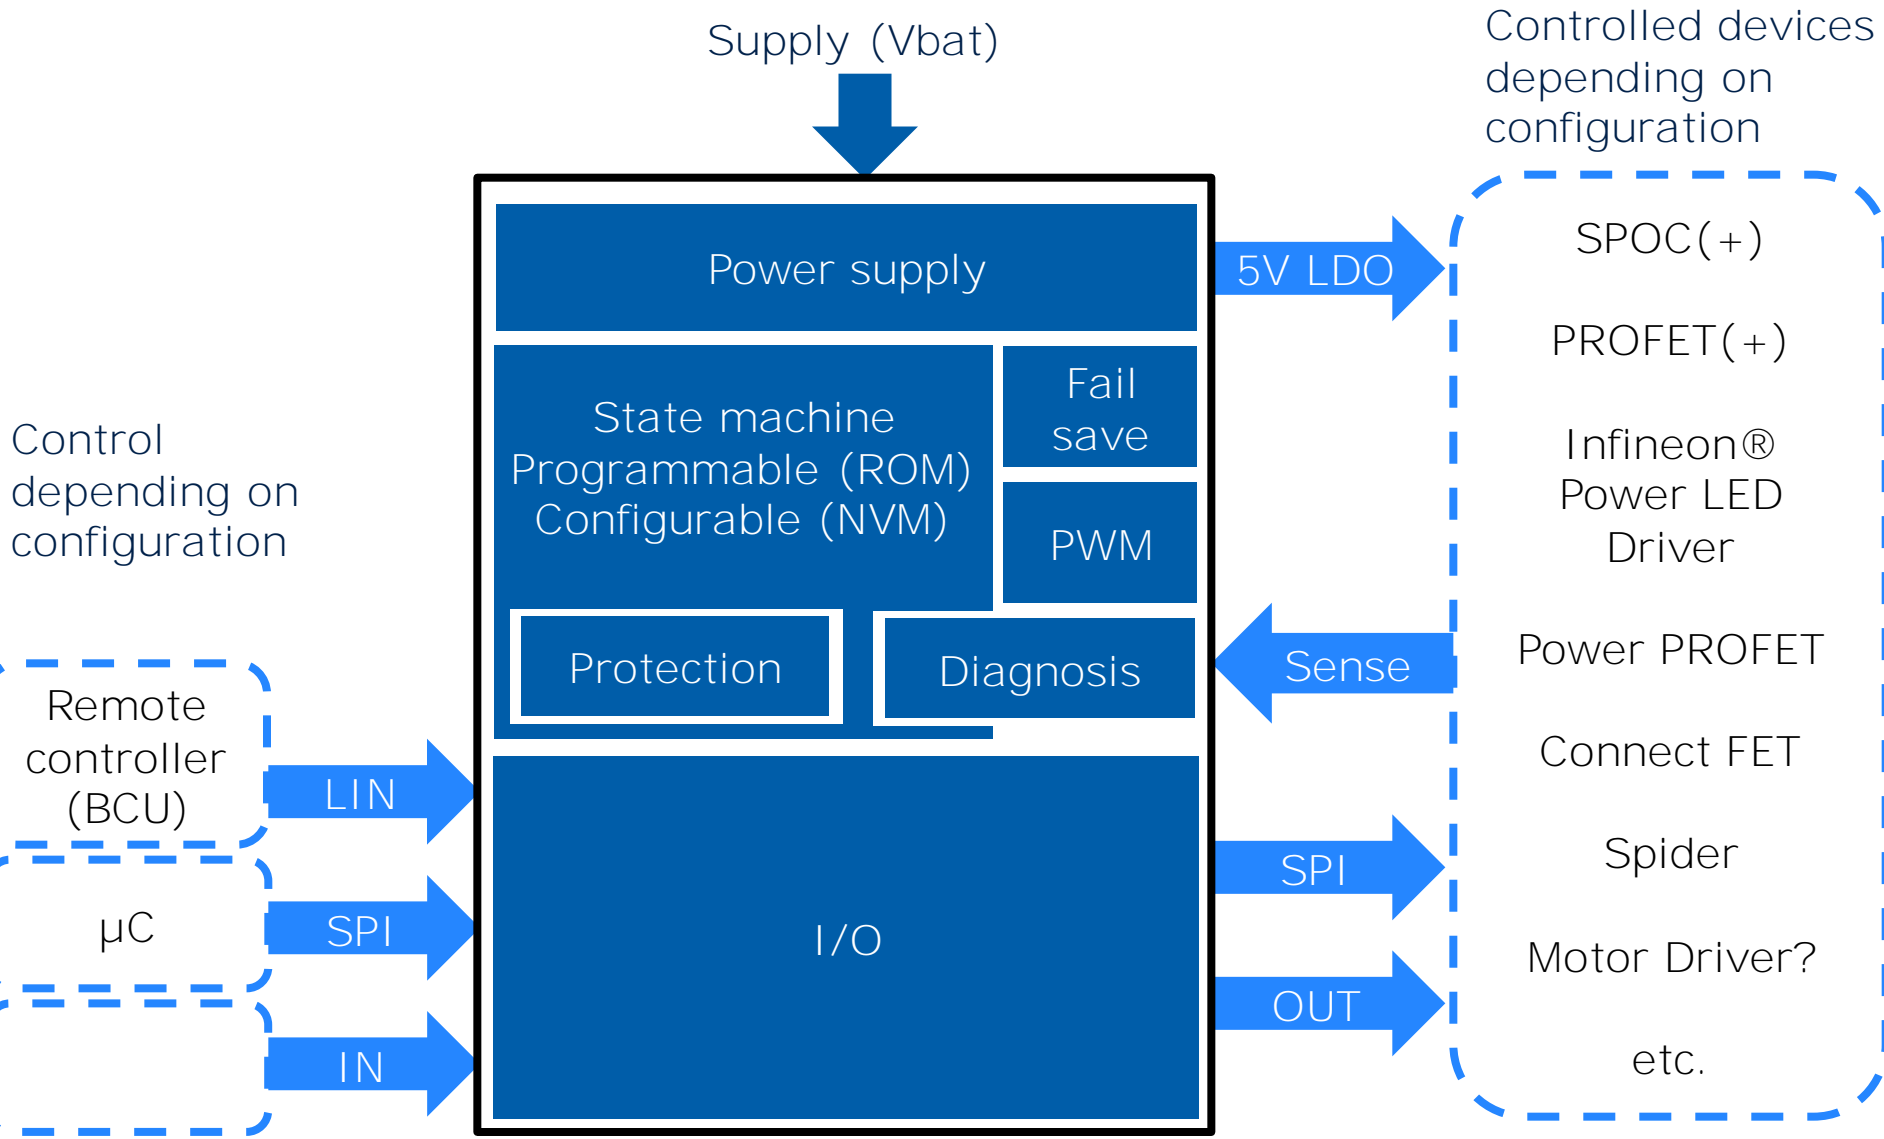 Supply (Vbat)
Controlled devices
depending on
configuration
Power supply
5V LDO
State machine
Programmable (ROM)
Configurable (NVM)
Fail
save
PWM
Protection
Diagnosis
Sense
Control
depending on
configuration
Remote
controller
(BCU)
LIN
µC
SPI
IN
I/O
SPI
OUT
SPOC(+)
PROFET(+)
Infineon®
Power LED
Driver
Power PROFET
Connect FET
Spider
Motor Driver?
etc.